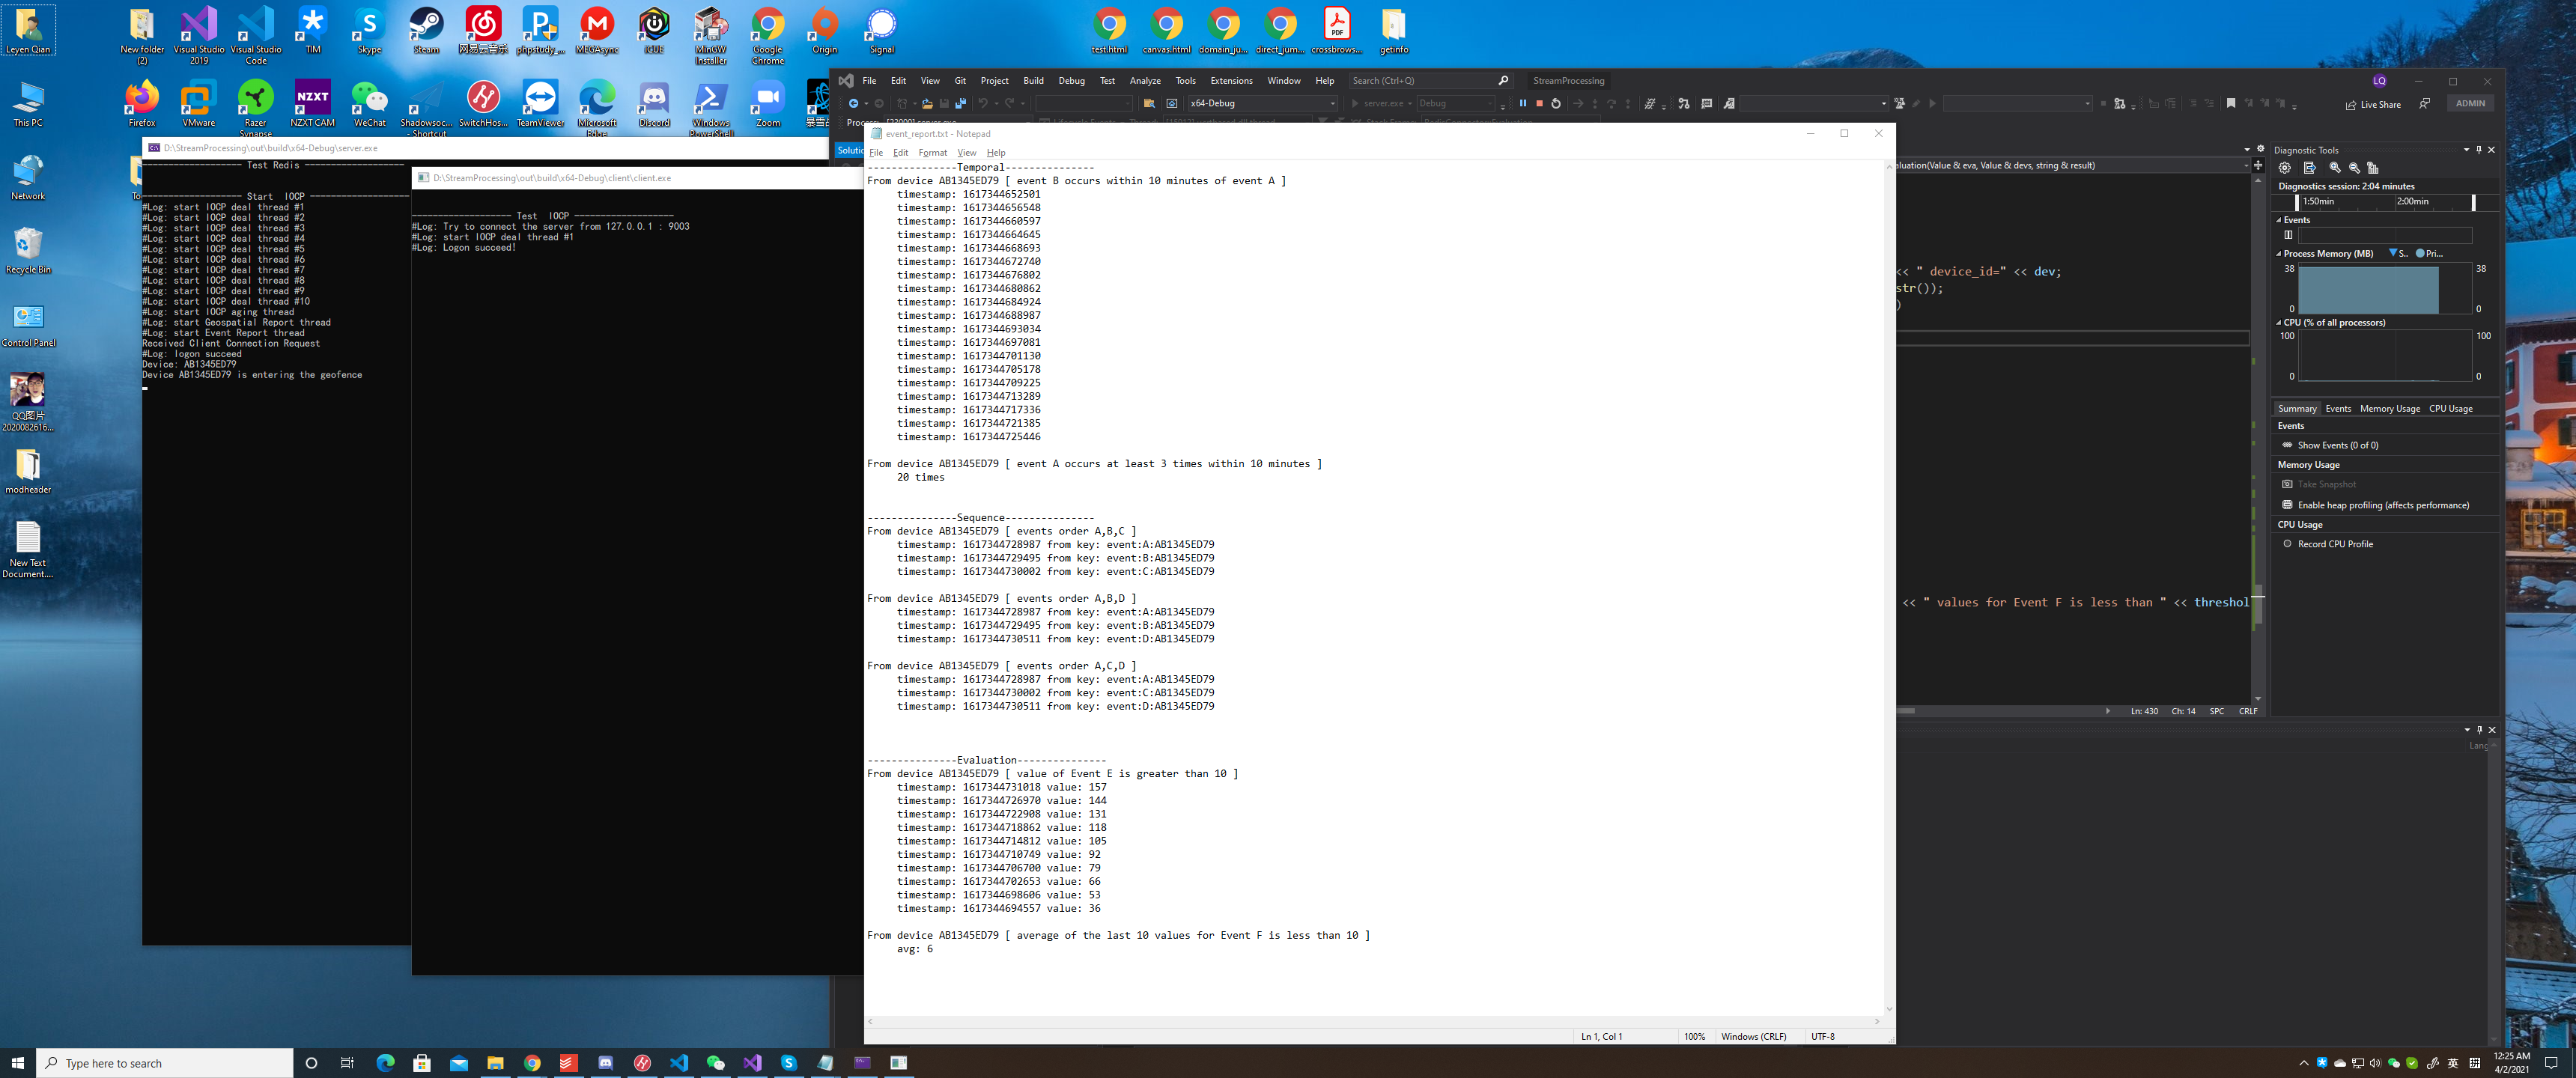 Leyen Qian
New folder (2)
Visual Studio 2019
Visual Studio Code
TIM
Skype
Steam
网易云音乐
phpstudy_...
MEGAsync
iCUE
MinGW Installer
Google Chrome
Origin
Signal
test.html
canvas.html
domain_ju...
direct_jum...
crossbrows...
getinfo
This PC
Firefox
VMware
Razer Synapse
NZXT
NZXT CAM
WeChat
Shadowsoc... - Shortcut
SwitchHos...
TeamViewer
Microsoft Edge
Discord
Windows PowerShell
Zoom
Network
Recycle Bin
Control Panel
QQ图片 2020082616...
modheader
New Text Document....
D:\StreamProcessing\out\build\x64-Debug\server.exe
------------------- Test Redis -------------------
------------------- Start  IOCP -------------------
#Log: start IOCP deal thread #1
#Log: start IOCP deal thread #2
#Log: start IOCP deal thread #3
#Log: start IOCP deal thread #4
#Log: start IOCP deal thread #5
#Log: start IOCP deal thread #6
#Log: start IOCP deal thread #7
#Log: start IOCP deal thread #8
#Log: start IOCP deal thread #9
#Log: start IOCP deal thread #10
#Log: start IOCP aging thread
#Log: start Geospatial Report thread
#Log: start Event Report thread
Received Client Connection Request
#Log: logon succeed
Device: AB1345ED79
Device AB1345ED79 is entering the geofence
D:\StreamProcessing\out\build\x64-Debug\client\client.exe
------------------- Test  IOCP -------------------
#Log: Try to connect the server from 127.0.0.1 : 9003
#Log: start IOCP deal thread #1
#Log: Logon succeed!
File Edit View Git Project Build Debug Test Analyze Tools Extensions Window Help Search (Ctrl+Q) StreamProcessing LQ
x64-Debug server.exe Debug Live Share ADMIN
Solutio
event_report.txt - Notepad
File Edit Format View Help
---------------Temporal---------------
From device AB1345ED79 [ event B occurs within 10 minutes of event A ]
timestamp: 1617344652501
timestamp: 1617344656548
timestamp: 1617344660597
timestamp: 1617344664645
timestamp: 1617344668693
timestamp: 1617344672740
timestamp: 1617344676802
timestamp: 1617344680862
timestamp: 1617344684924
timestamp: 1617344688987
timestamp: 1617344693034
timestamp: 1617344697081
timestamp: 1617344701130
timestamp: 1617344705178
timestamp: 1617344709225
timestamp: 1617344713289
timestamp: 1617344717336
timestamp: 1617344721385
timestamp: 1617344725446
From device AB1345ED79 [ event A occurs at least 3 times within 10 minutes ]
20 times
---------------Sequence---------------
From device AB1345ED79 [ events order A,B,C ]
timestamp: 1617344728987 from key: event:A:AB1345ED79
timestamp: 1617344729495 from key: event:B:AB1345ED79
timestamp: 1617344730002 from key: event:C:AB1345ED79
From device AB1345ED79 [ events order A,B,D ]
timestamp: 1617344728987 from key: event:A:AB1345ED79
timestamp: 1617344729495 from key: event:B:AB1345ED79
timestamp: 1617344730511 from key: event:D:AB1345ED79
From device AB1345ED79 [ events order A,C,D ]
timestamp: 1617344728987 from key: event:A:AB1345ED79
timestamp: 1617344730002 from key: event:C:AB1345ED79
timestamp: 1617344730511 from key: event:D:AB1345ED79
---------------Evaluation---------------
From device AB1345ED79 [ value of Event E is greater than 10 ]
timestamp: 1617344731018 value: 157
timestamp: 1617344726970 value: 144
timestamp: 1617344722908 value: 131
timestamp: 1617344718862 value: 118
timestamp: 1617344714812 value: 105
timestamp: 1617344710749 value: 92
timestamp: 1617344706700 value: 79
timestamp: 1617344702653 value: 66
timestamp: 1617344698606 value: 53
timestamp: 1617344694557 value: 36
From device AB1345ED79 [ average of the last 10 values for Event F is less than 10 ]
avg: 6
Ln 1, Col 1 100% Windows (CRLF) UTF-8
aluation(Value & eva, Value & devs, string & result)
<< " device_id=" << dev;
str());
)
<< " values for Event F is less than " << threshol
Ln: 430 Ch: 14 SPC CRLF
Lang
Diagnostic Tools
Diagnostics session: 2:04 minutes
1:50min 2:00min
Events
Process Memory (MB) S.. Pri...
38 38
0 0
CPU (% of all processors)
100 100
0 0
Summary Events Memory Usage CPU Usage
Events
Show Events (0 of 0)
Memory Usage
Take Snapshot
Enable heap profiling (affects performance)
CPU Usage
Record CPU Profile
Type here to search
英
12:25 AM
4/2/2021